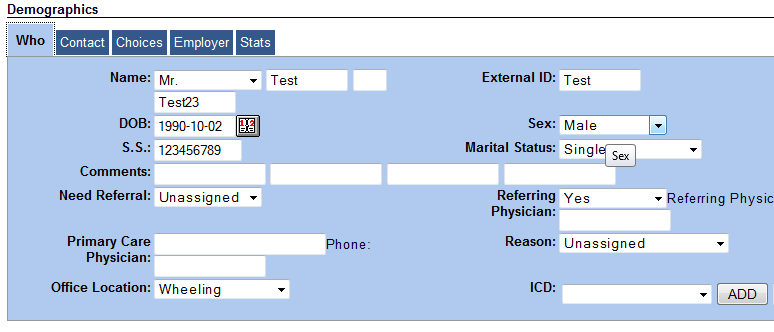 Demographics
Who Contact Choices Employer Stats
Name: Mr. Test External ID: Test
Test23
DOB: 1990-10-02 Sex: Male
S.S.: 123456789 Marital Status: Single
Sex
Comments:
Need Referral: Unassigned Referring Physician: Yes Referring Physic
Primary Care Physician: Phone: Reason: Unassigned
Office Location: Wheeling ICD: ADD